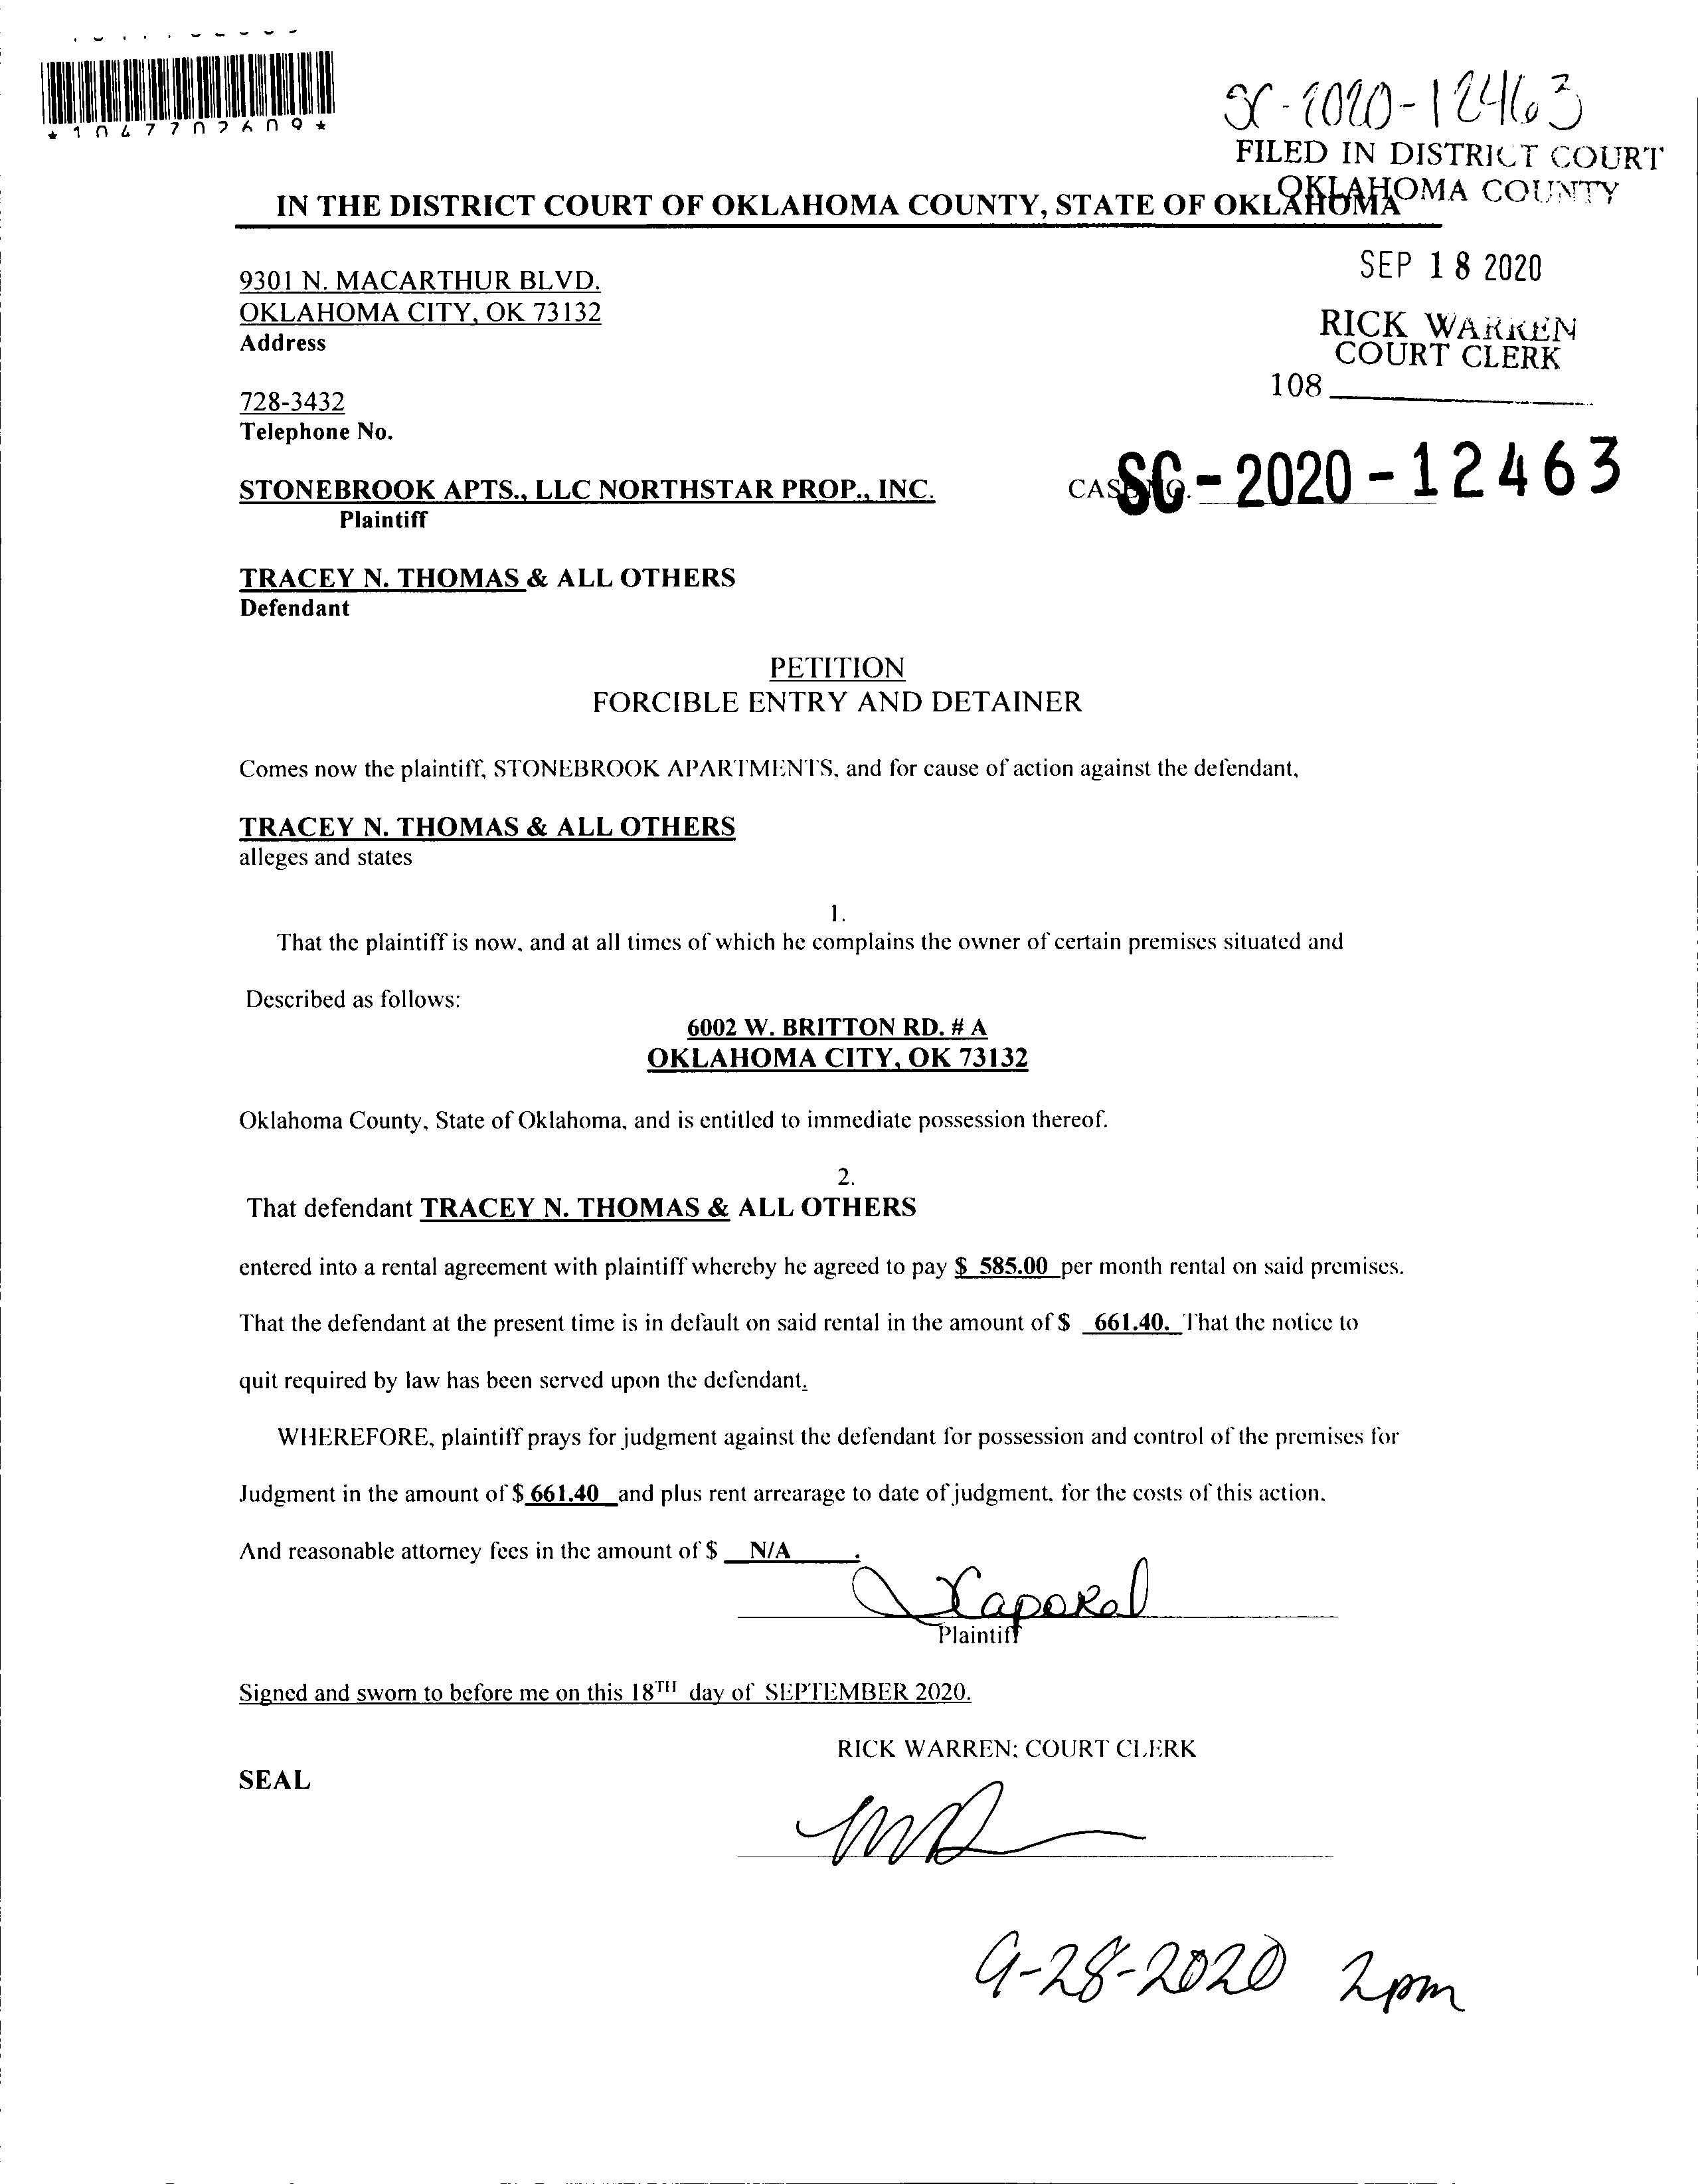 SC-2020-12463
FILED IN DISTRICT COURT
OKLAHOMA COUNTY
IN THE DISTRICT COURT OF OKLAHOMA COUNTY, STATE OF OKLAHOMA
SEP 18 2020
9301 N. MACARTHUR BLVD.
OKLAHOMA CITY, OK 73132
Address
RICK WARREN
COURT CLERK
108
728-3432
Telephone No.
STONEBROOK APTS., LLC NORTHSTAR PROP., INC.
Plaintiff
CASE NO. SC-2020-12463
TRACEY N. THOMAS & ALL OTHERS
Defendant
PETITION
FORCIBLE ENTRY AND DETAINER
Comes now the plaintiff, STONEBROOK APARTMENTS, and for cause of action against the defendant,
TRACEY N. THOMAS & ALL OTHERS
alleges and states
1.
That the plaintiff is now, and at all times of which he complains the owner of certain premises situated and
Described as follows:
6002 W. BRITTON RD. # A
OKLAHOMA CITY, OK 73132
Oklahoma County, State of Oklahoma, and is entitled to immediate possession thereof.
2.
That defendant TRACEY N. THOMAS & ALL OTHERS
entered into a rental agreement with plaintiff whereby he agreed to pay $ 585.00 per month rental on said premises.
That the defendant at the present time is in default on said rental in the amount of $ 661.40. That the notice to
quit required by law has been served upon the defendant.
WHEREFORE, plaintiff prays for judgment against the defendant for possession and control of the premises for
Judgment in the amount of $ 661.40 and plus rent arrearage to date of judgment, for the costs of this action.
And reasonable attorney fees in the amount of $ N/A .
Plaintiff
Signed and sworn to before me on this 18TH day of SEPTEMBER 2020.
RICK WARREN; COURT CLERK
SEAL
9-28-2020 2pm